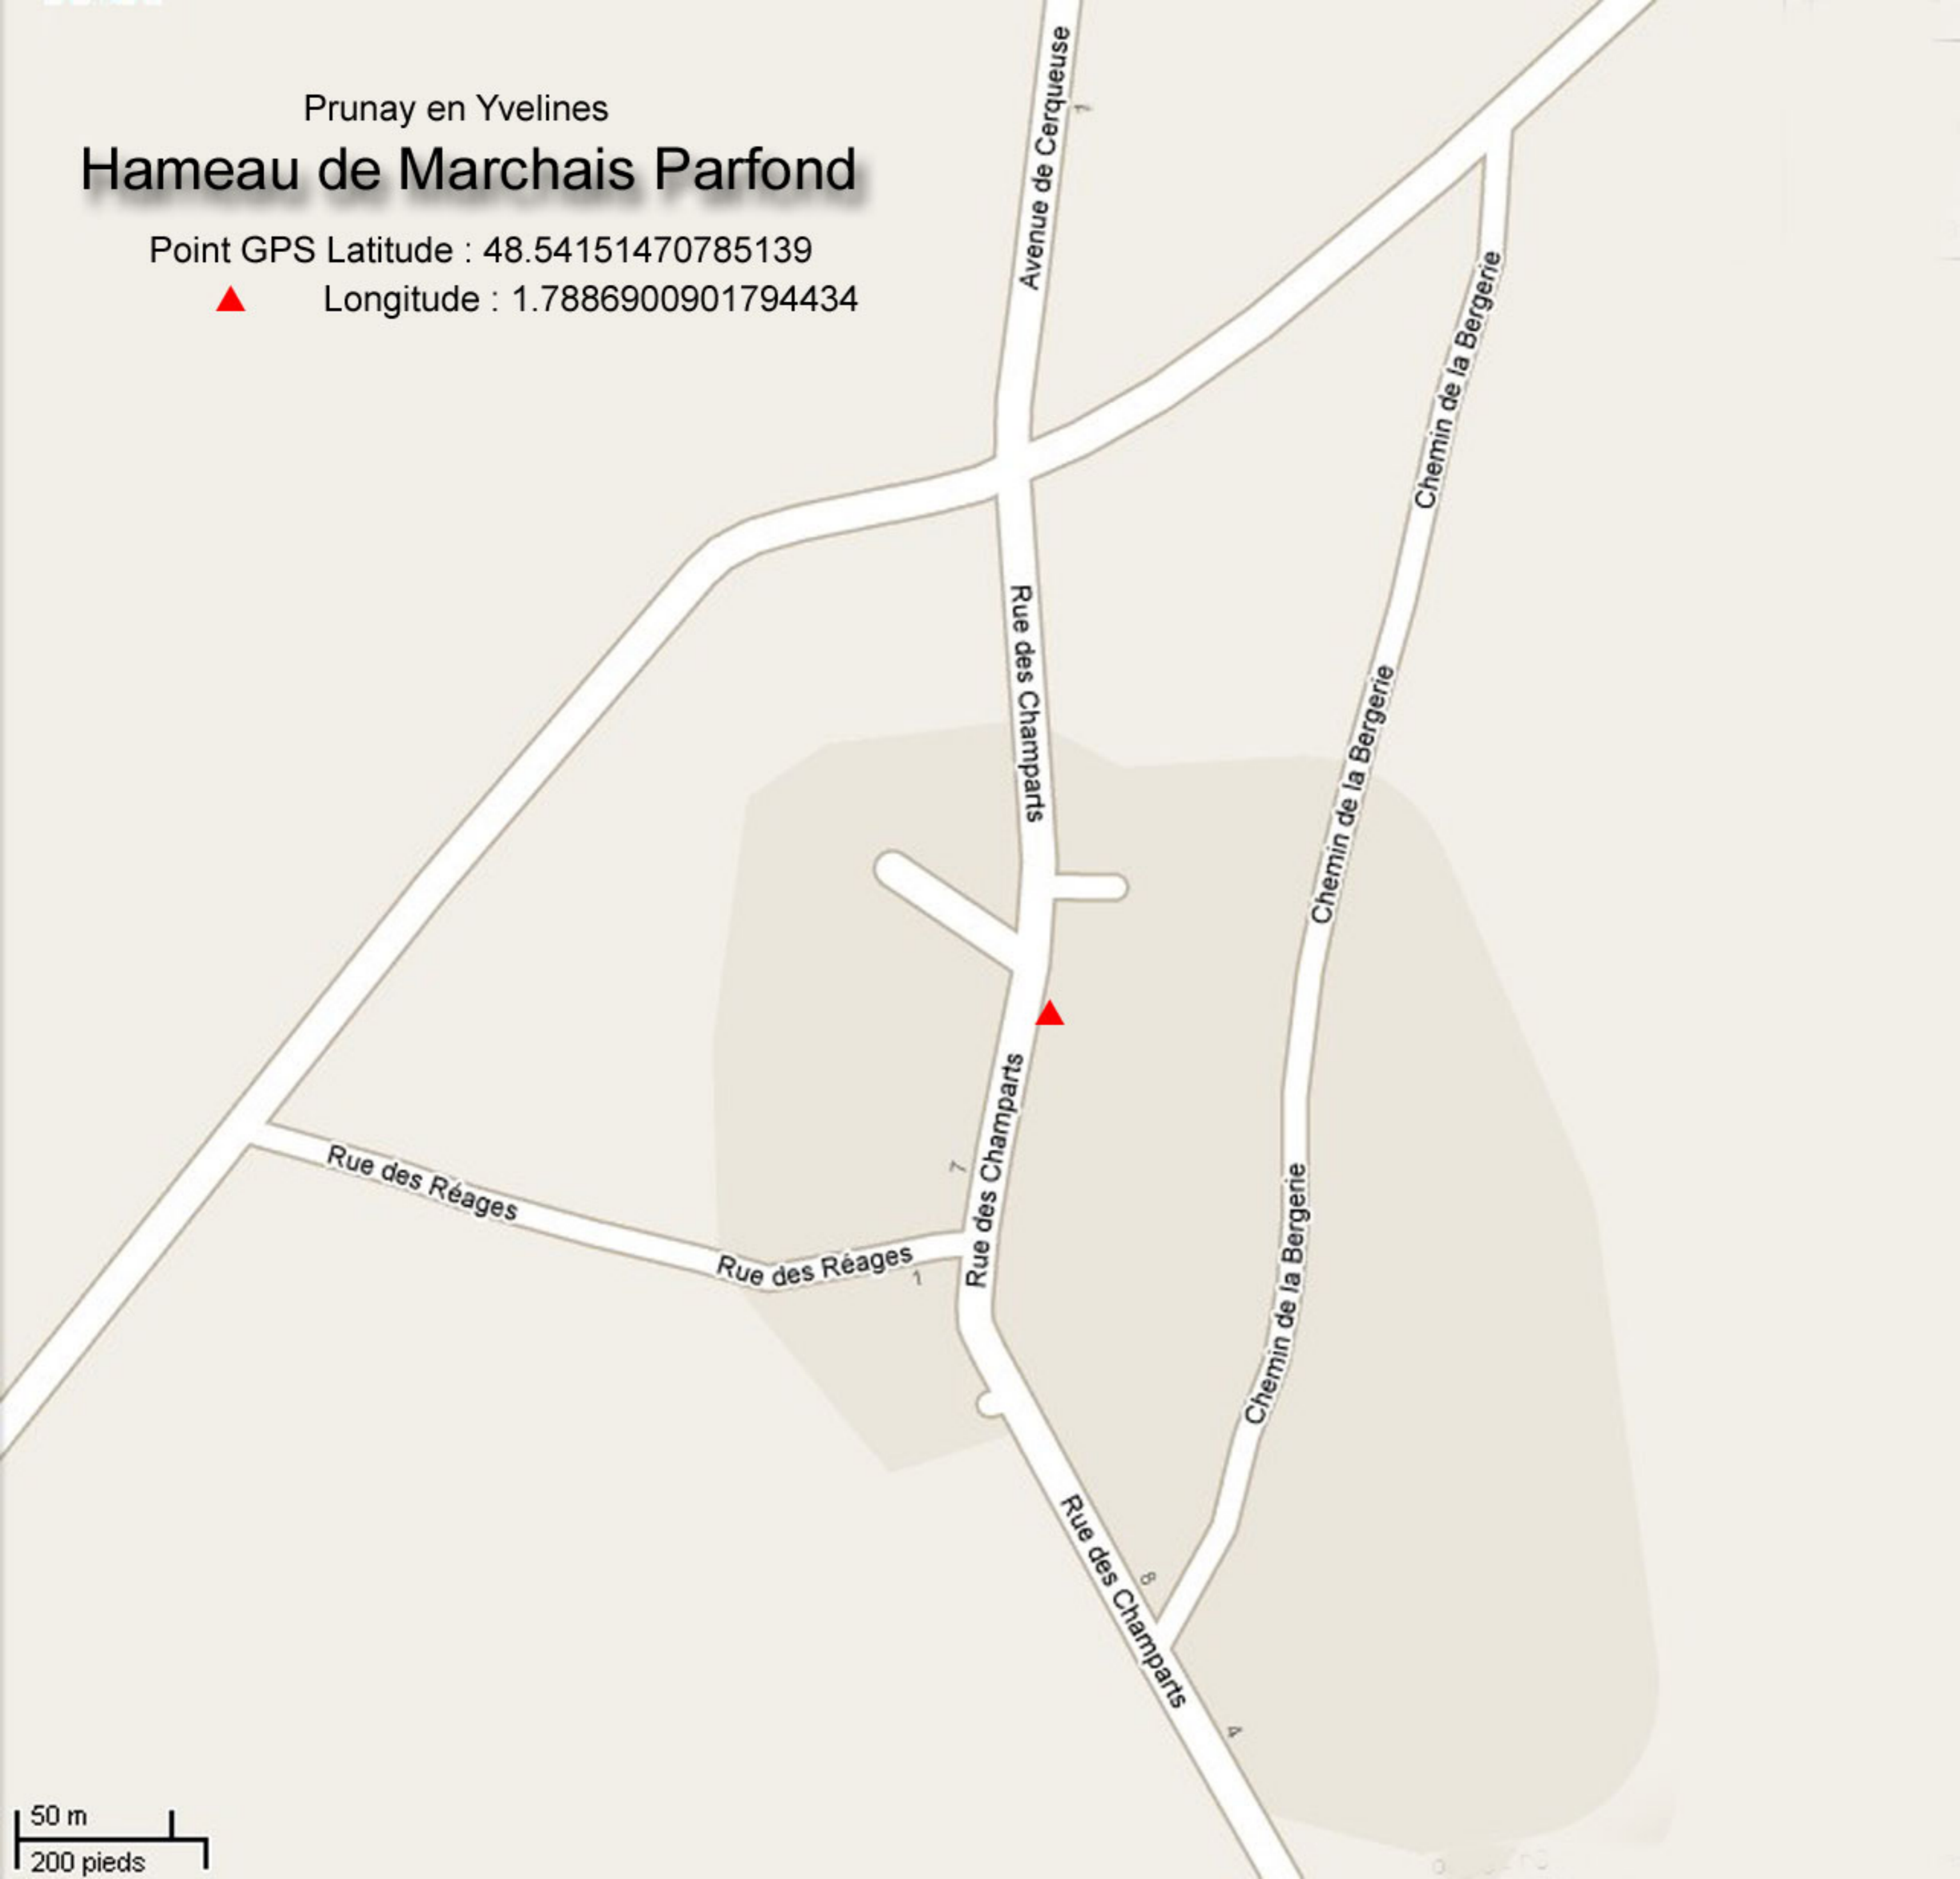 Prunay en Yvelines
Hameau de Marchais Parfond
Point GPS Latitude : 48.54151470785139
Longitude : 1.7886900901794434
Avenue de Cerqueuse
1
Chemin de la Bergerie
Rue des Champarts
Chemin de la Bergerie
Rue des Champarts
7
Rue des Réages
Rue des Réages
1
Chemin de la Bergerie
Rue des Champarts
8
4
50 m
200 pieds